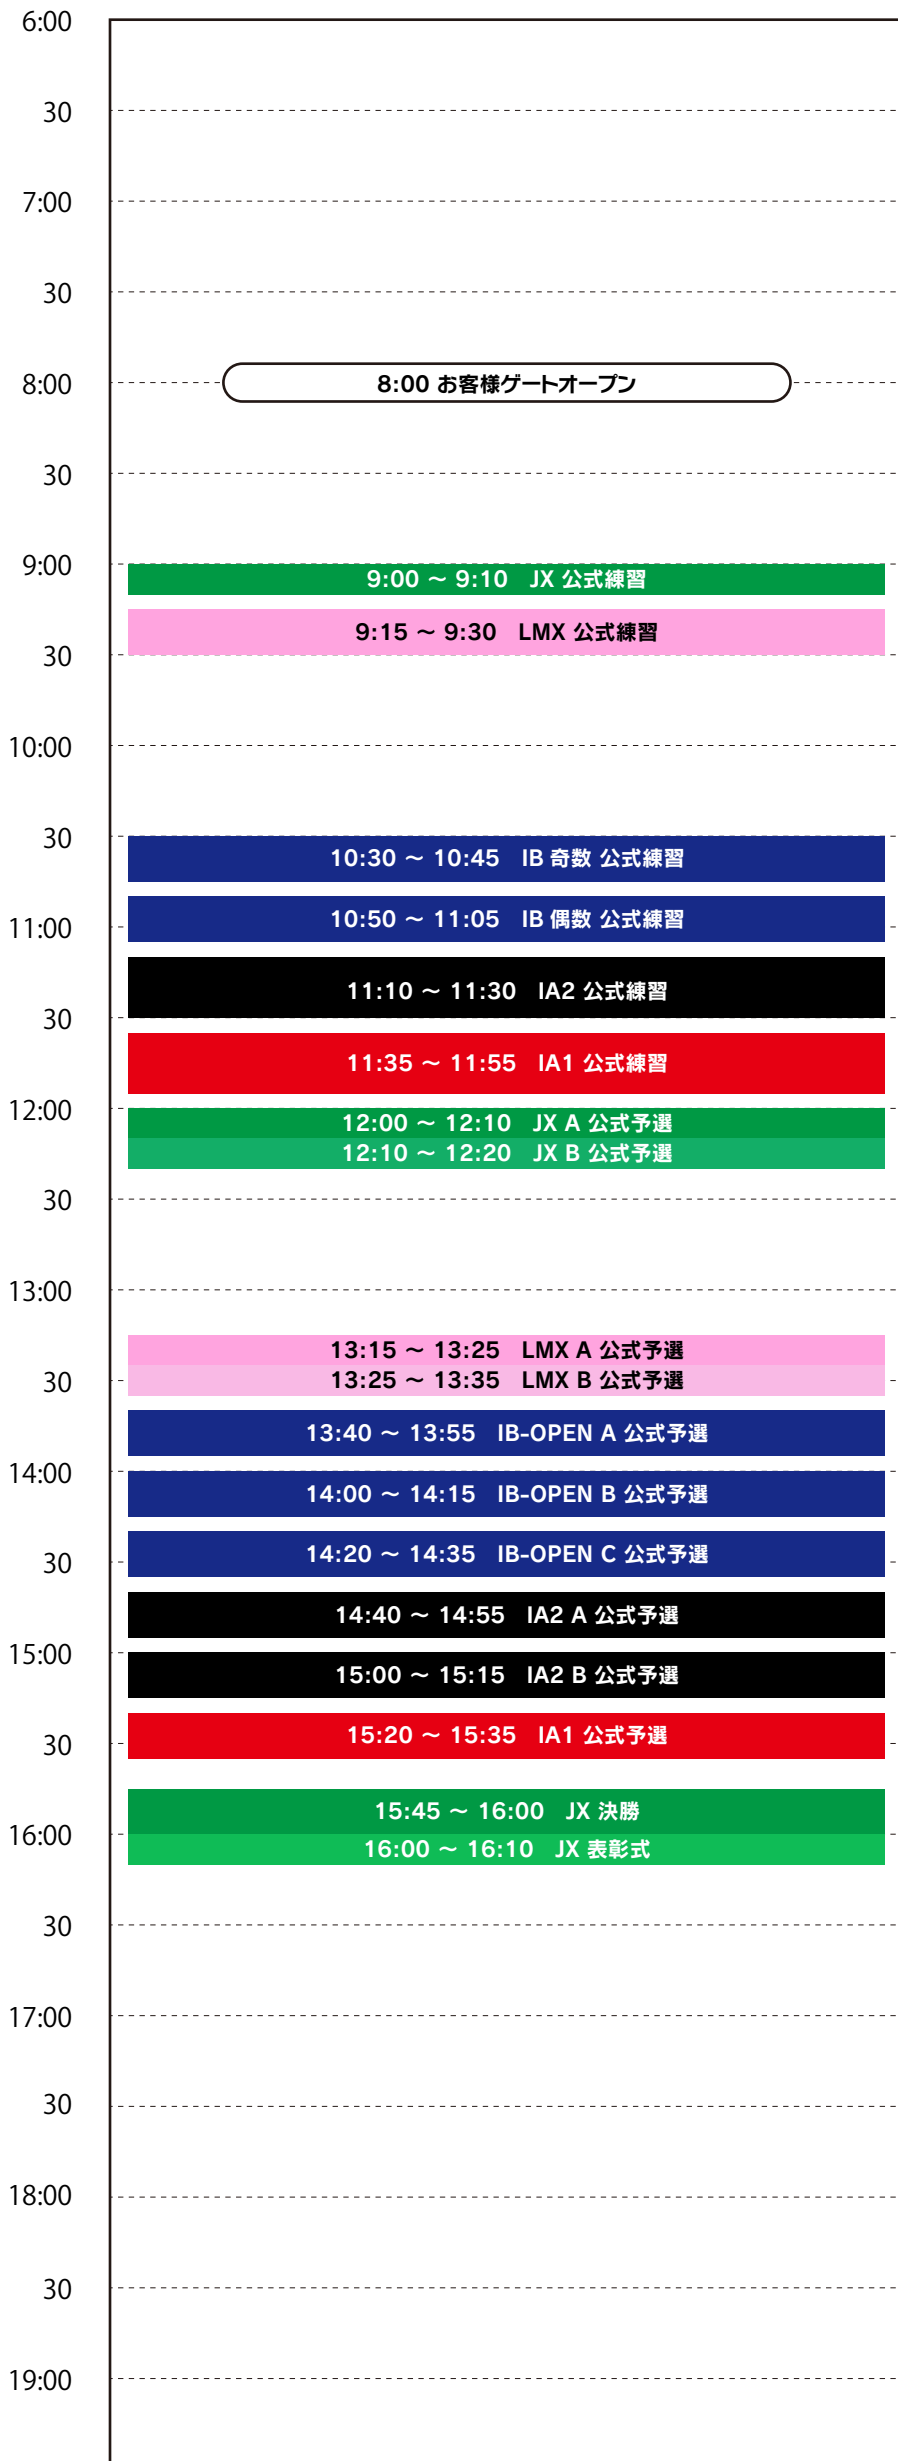 6:00
30
7:00
30
8:00 8:00 お客様ゲートオープン
30
9:00 9:00 ～ 9:10 JX 公式練習
9:15 ～ 9:30 LMX 公式練習
30
10:00
30
10:30 ～ 10:45 IB 奇数 公式練習
10:50 ～ 11:05 IB 偶数 公式練習
11:00
11:10 ～ 11:30 IA2 公式練習
30
11:35 ～ 11:55 IA1 公式練習
12:00
12:00 ～ 12:10 JX A 公式予選
12:10 ～ 12:20 JX B 公式予選
30
13:00
13:15 ～ 13:25 LMX A 公式予選
30
13:25 ～ 13:35 LMX B 公式予選
13:40 ～ 13:55 IB-OPEN A 公式予選
14:00
14:00 ～ 14:15 IB-OPEN B 公式予選
14:20 ～ 14:35 IB-OPEN C 公式予選
30
14:40 ～ 14:55 IA2 A 公式予選
15:00
15:00 ～ 15:15 IA2 B 公式予選
15:20 ～ 15:35 IA1 公式予選
30
15:45 ～ 16:00 JX 決勝
16:00
16:00 ～ 16:10 JX 表彰式
30
17:00
30
18:00
30
19:00